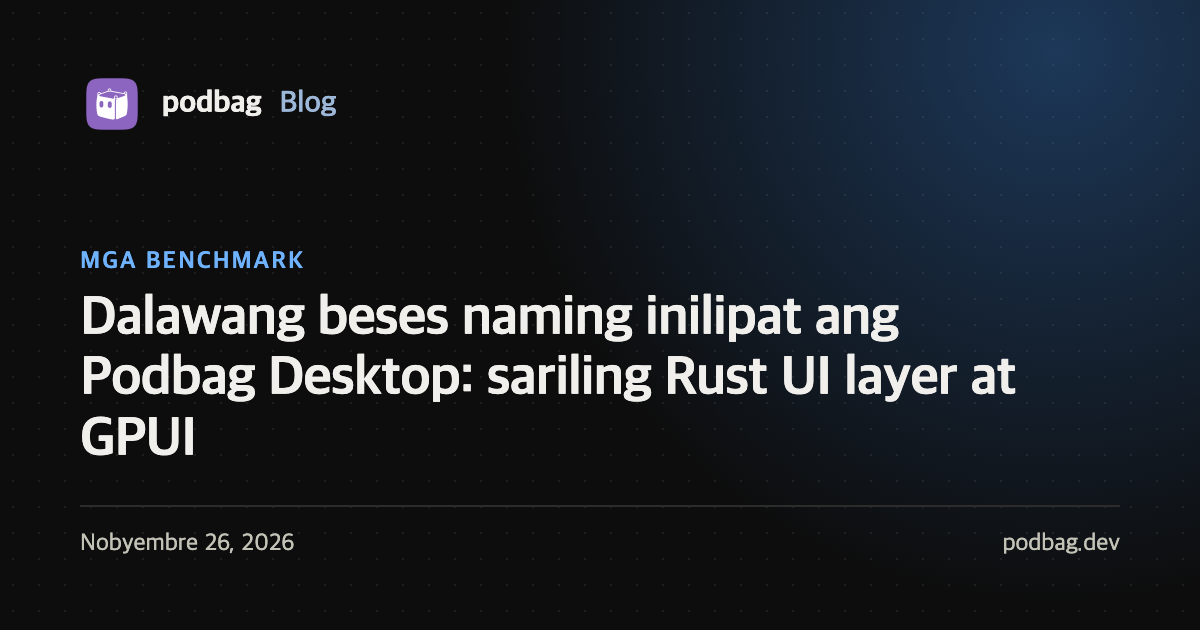 podbag Blog
MGA BENCHMARK
Dalawang beses naming inilipat ang
Podbag Desktop: sariling Rust UI layer at
GPUI
Nobyembre 26, 2026
podbag.dev